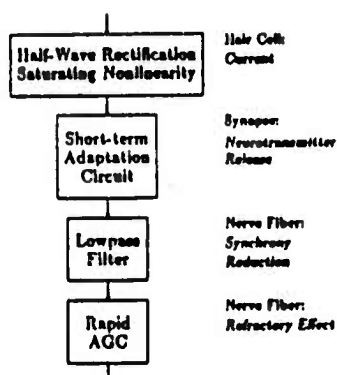 Half-Wave Rectification
Saturating Nonlinearity
Hair Cell:
Current
Short-term
Adaptation
Circuit
Synapse:
Neurotransmitter
Release
Lowpass
Filter
Nerve Fiber:
Synchrony
Reduction
Rapid
AGC
Nerve Fiber:
Refractory Effect